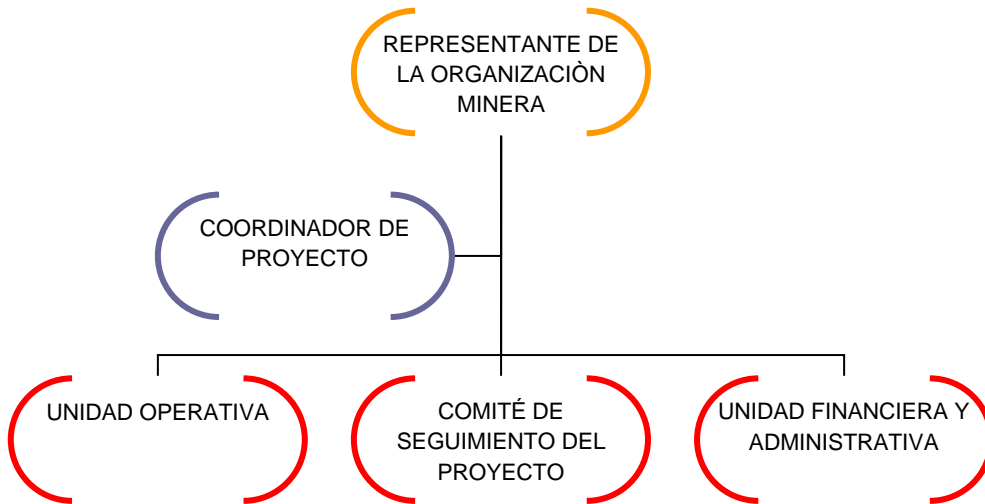 REPRESENTANTE DE
LA ORGANIZACIÒN
MINERA
COORDINADOR DE
PROYECTO
UNIDAD OPERATIVA
COMITÉ DE
SEGUIMIENTO DEL
PROYECTO
UNIDAD FINANCIERA Y
ADMINISTRATIVA